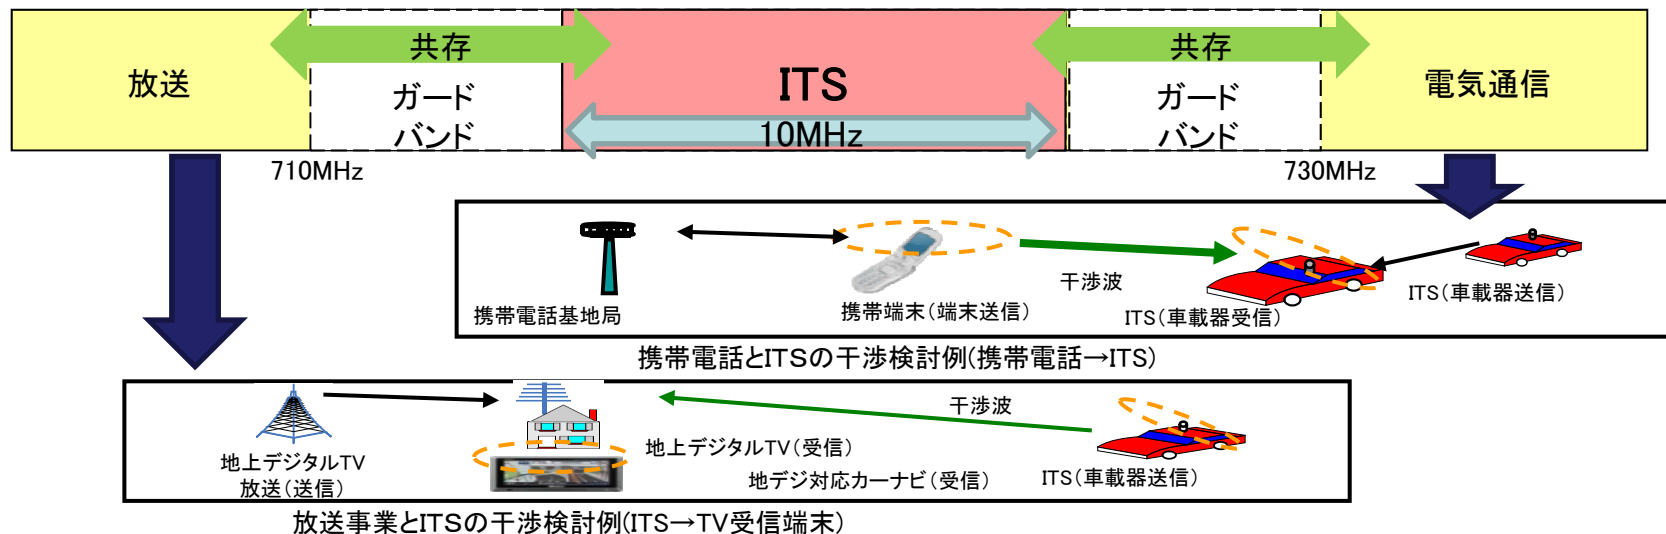 共存
共存
放送
ガード
バンド
ITS
10MHz
ガード
バンド
電気通信
710MHz
730MHz
携帯電話基地局
携帯端末（端末送信）
干渉波
ITS（車載器受信）
ITS（車載器送信）
携帯電話とITSの干渉検討例(携帯電話→ITS)
地上デジタルTV
放送（送信）
地上デジタルTV（受信）
地デジ対応カーナビ（受信）
干渉波
ITS（車載器送信）
放送事業とITSの干渉検討例(ITS→TV受信端末)